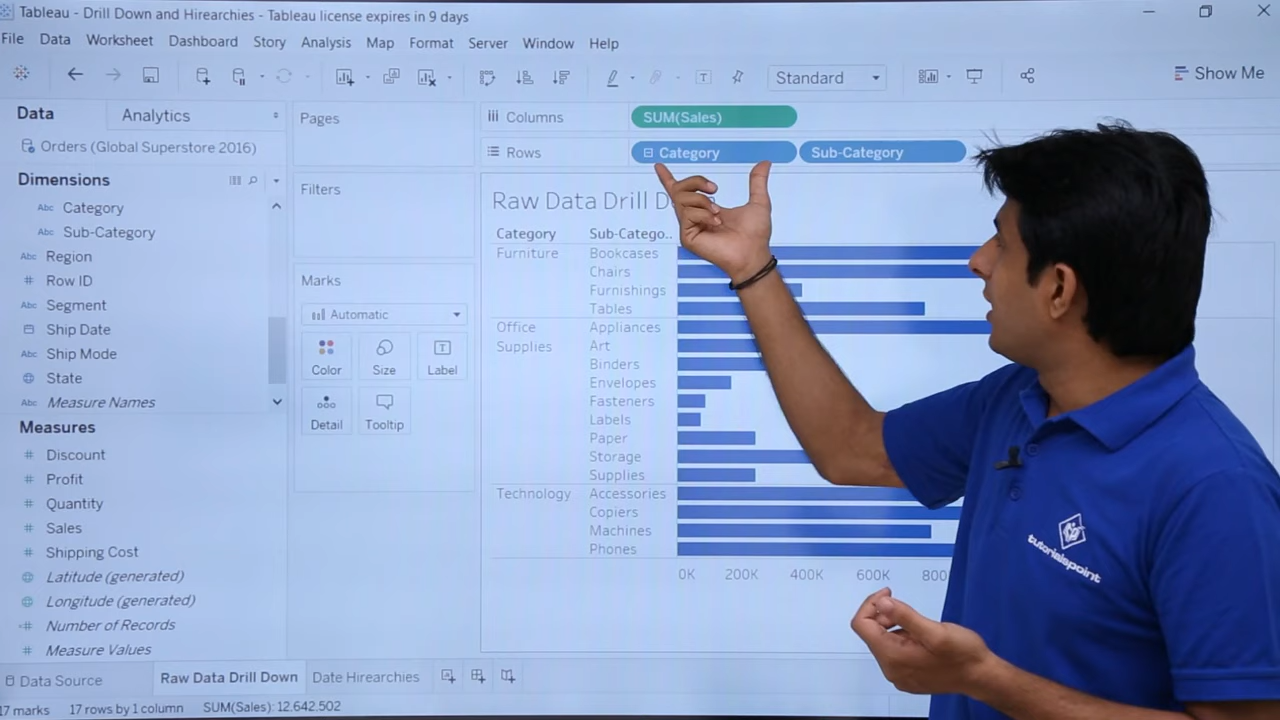 Tableau - Drill Down and Hirearchies - Tableau license expires in 9 days
File Data Worksheet Dashboard Story Analysis Map Format Server Window Help
Standard
Show Me
Data
Analytics
Orders (Global Superstore 2016)
Dimensions
Abc Category
Abc Sub-Category
Abc Region
# Row ID
Abc Segment
Ship Date
Abc Ship Mode
State
Abc Measure Names
Measures
# Discount
# Profit
# Quantity
# Sales
# Shipping Cost
Latitude (generated)
Longitude (generated)
# Number of Records
# Measure Values
Pages
Filters
Marks
Automatic
Color Size Label
Detail Tooltip
Columns SUM(Sales)
Rows Category Sub-Category
Raw Data Drill
Category Sub-Catego..
Furniture Bookcases
Chairs
Furnishings
Tables
Office Supplies Appliances
Art
Binders
Envelopes
Fasteners
Labels
Paper
Storage
Supplies
Technology Accessories
Copiers
Machines
Phones
0K 200K 400K 600K 800
tutorialspoint
Data Source Raw Data Drill Down Date Hirearchies
17 marks 17 rows by 1 column SUM(Sales): 12,642,502